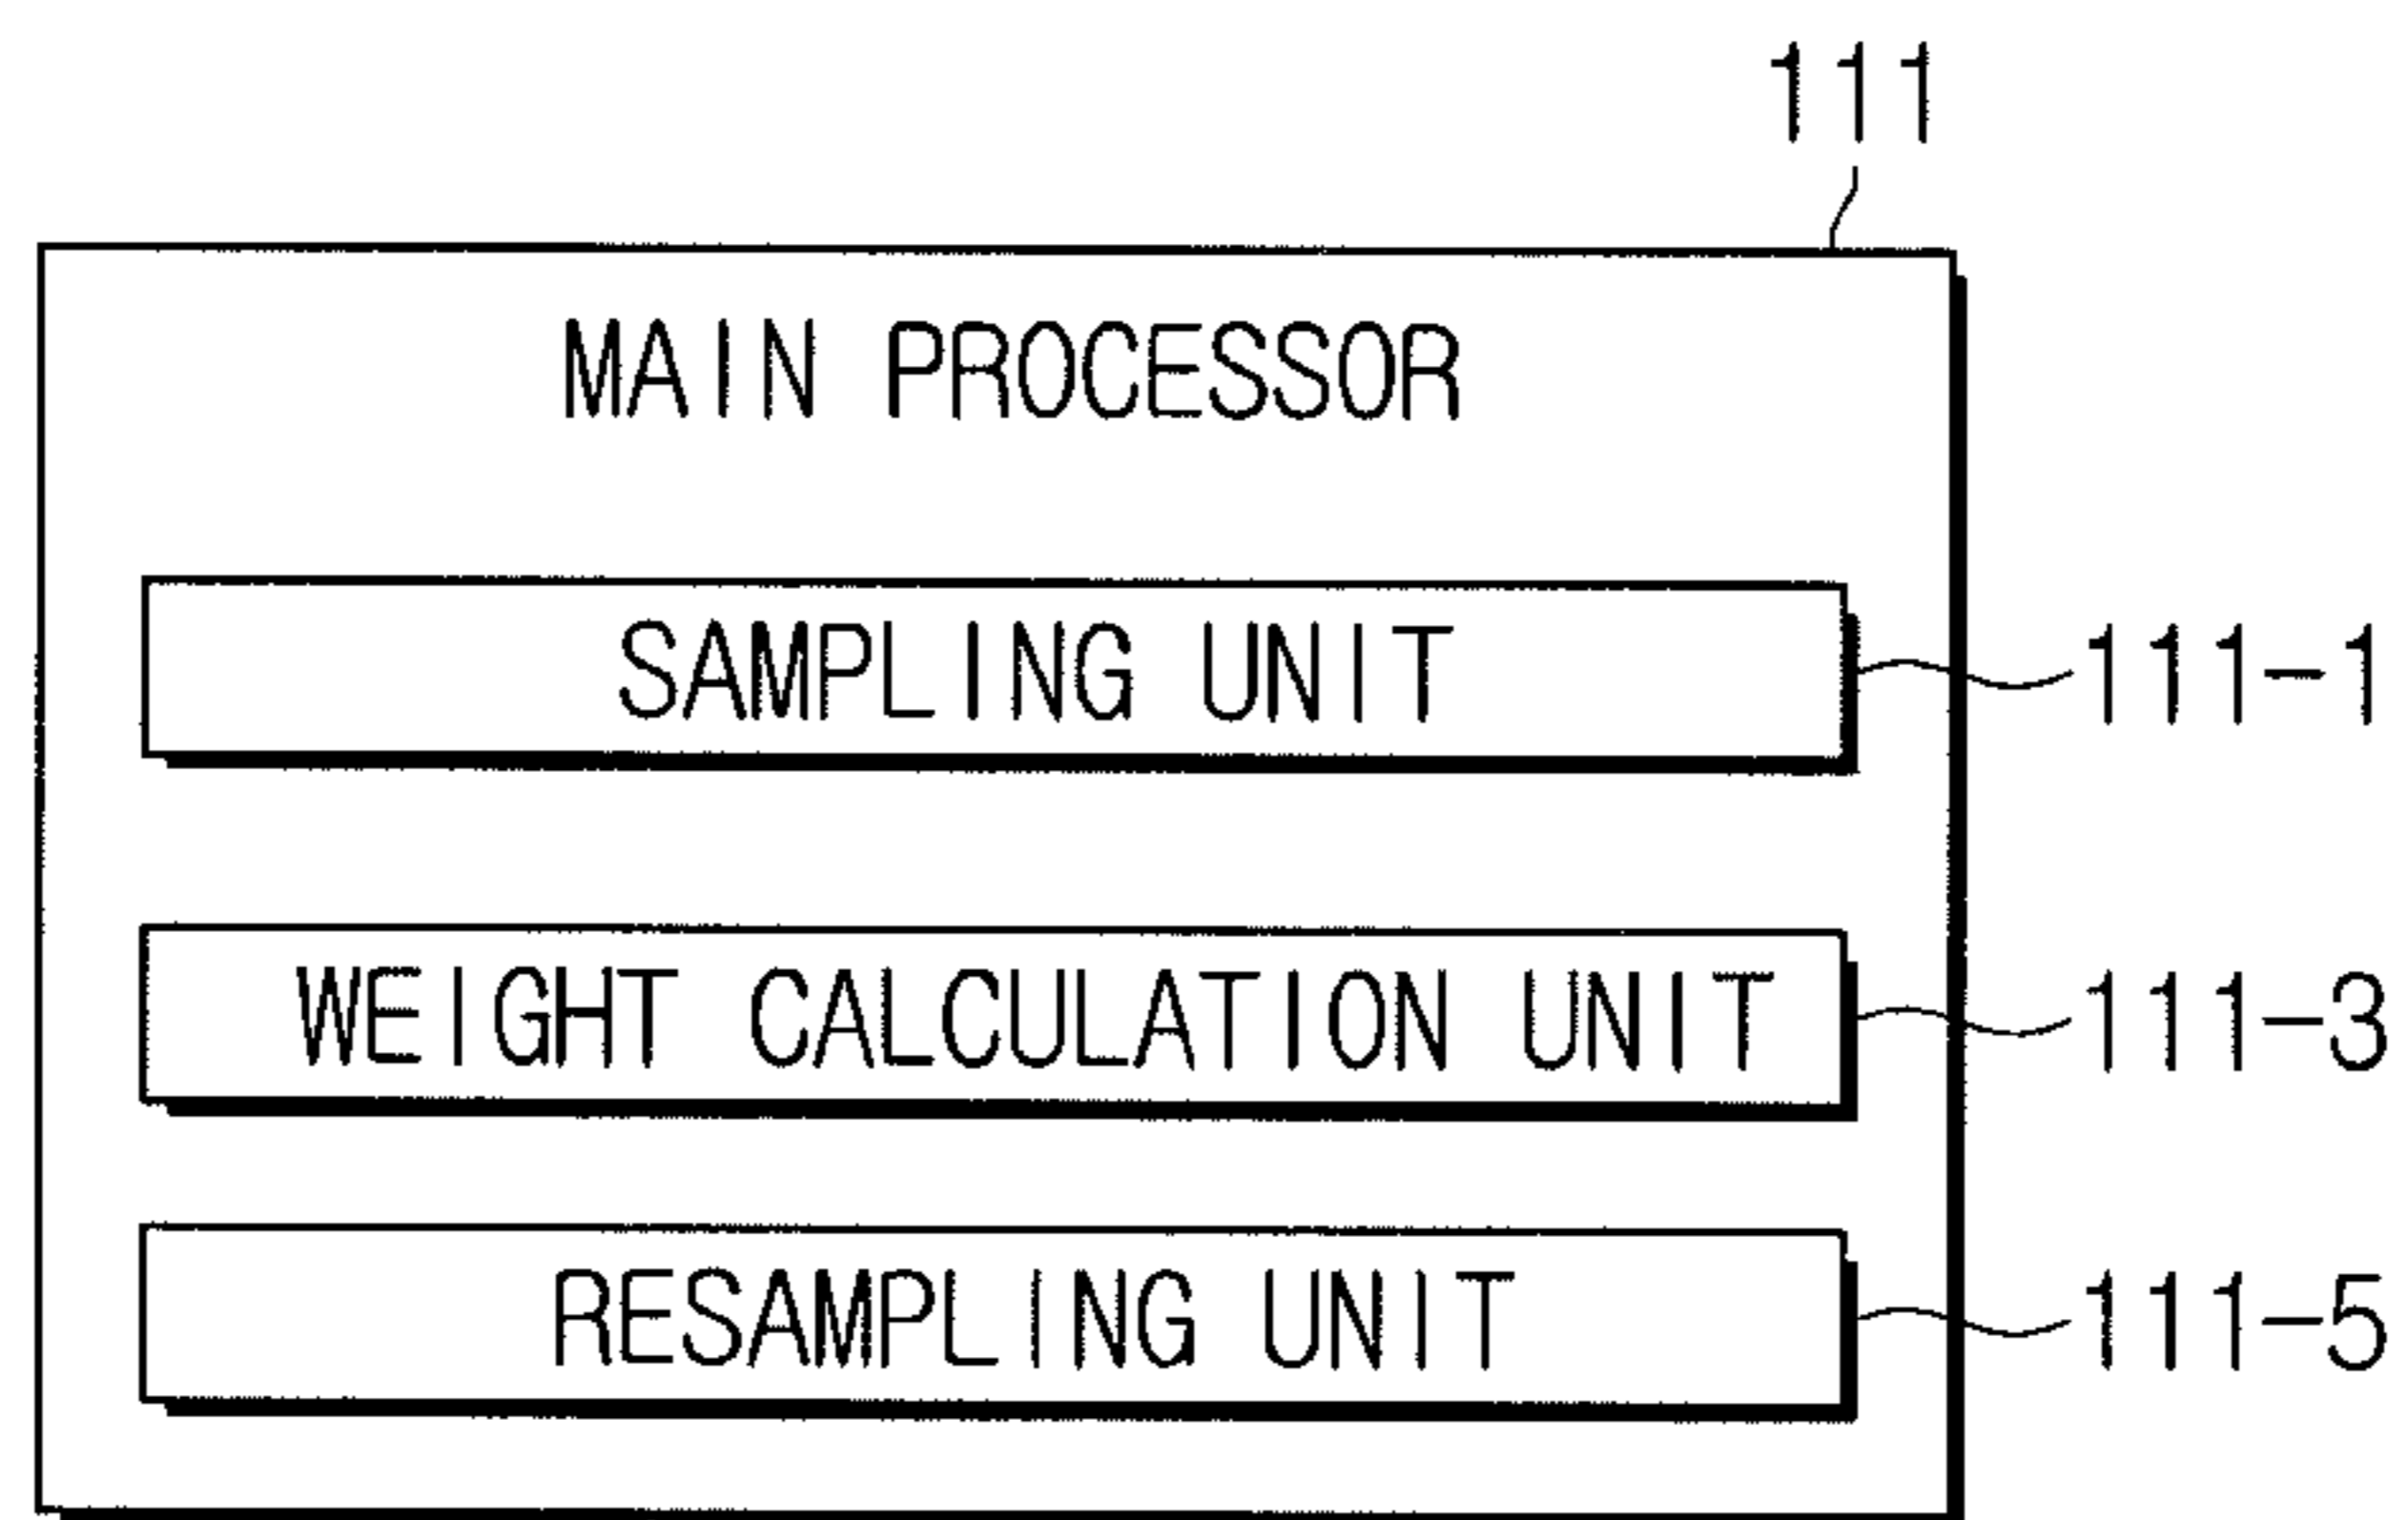 111
MAIN PROCESSOR
SAMPLING UNIT 111-1
WEIGHT CALCULATION UNIT 111-3
RESAMPLING UNIT 111-5